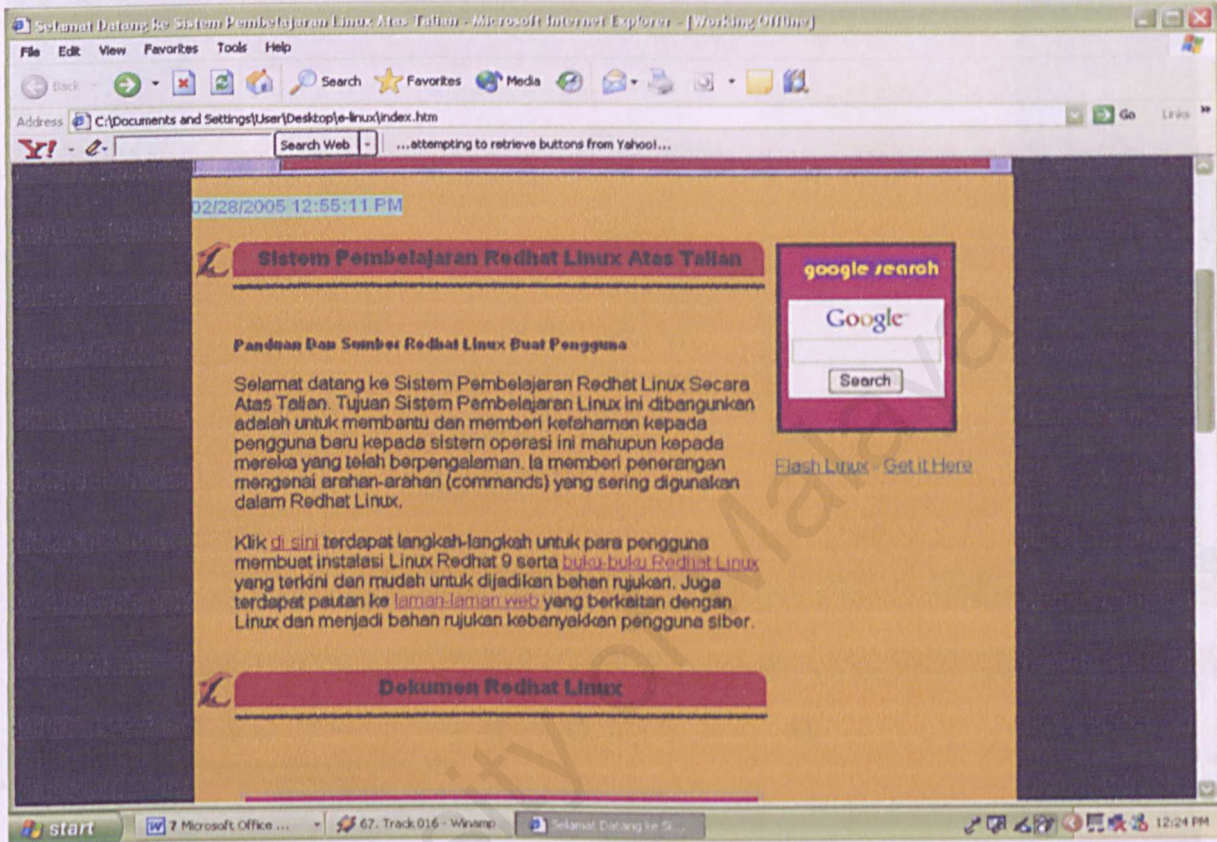 Selamat Datang ke Sistem Pembelajaran Linux Atas Talian - Microsoft Internet Explorer - [Working Offline]
File Edit View Favorites Tools Help
Back Search Favorites Media
Address C:\Documents and Settings\User\Desktop\e-linux\index.htm Go Links »
Y! Search Web ...attempting to retrieve buttons from Yahoo!...
02/28/2005 12:55:11 PM
Sistem Pembelajaran Redhat Linux Atas Talian
google search
Google
Search
Flash Linux - Get it Here
Panduan Dan Sumber Redhat Linux Buat Pengguna
Selamat datang ke Sistem Pembelajaran Redhat Linux Secara
Atas Talian. Tujuan Sistem Pembelajaran Linux ini dibangunkan
adalah untuk membantu dan memberi kefahaman kepada
pengguna baru kepada sistem operasi ini mahupun kepada
mereka yang telah berpengalaman. Ia memberi penerangan
mengenai arahan-arahan (commands) yang sering digunakan
dalam Redhat Linux.
Klik di sini terdapat langkah-langkah untuk para pengguna
membuat instalasi Linux Redhat 9 serta buku-buku Redhat Linux
yang terkini dan mudah untuk dijadikan bahan rujukan. Juga
terdapat pautan ke laman-laman web yang berkaitan dengan
Linux dan menjadi bahan rujukan kebanyakkan pengguna siber.
Dokumen Redhat Linux
start 7 Microsoft Office ... 67. Track 016 - Winamp Selamat Datang ke Si... 12:24 PM
University of Malaya